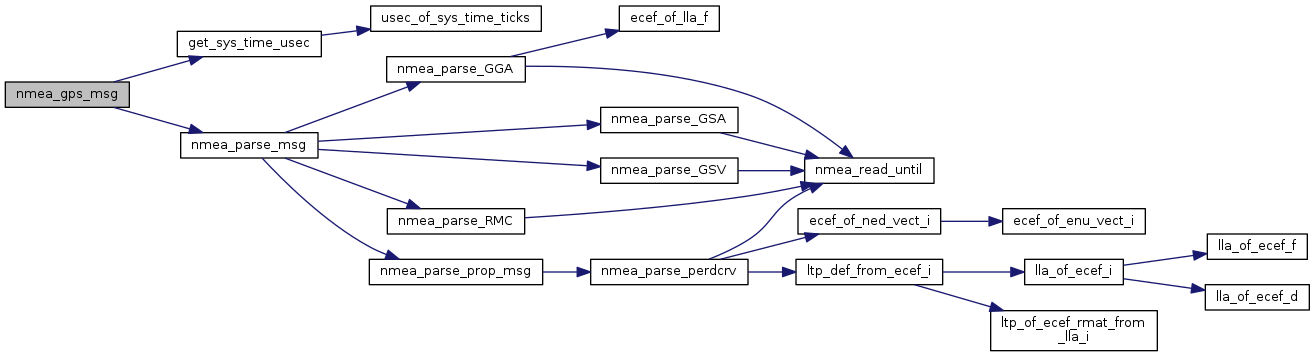 usec_of_sys_time_ticks
ecef_of_lla_f
get_sys_time_usec
nmea_parse_GGA
nmea_gps_msg
nmea_parse_GSA
nmea_parse_msg
nmea_parse_GSV
nmea_read_until
nmea_parse_RMC
ecef_of_ned_vect_i
ecef_of_enu_vect_i
lla_of_ecef_f
nmea_parse_prop_msg
nmea_parse_perdcrv
ltp_def_from_ecef_i
lla_of_ecef_i
lla_of_ecef_d
ltp_of_ecef_rmat_from
_lla_i